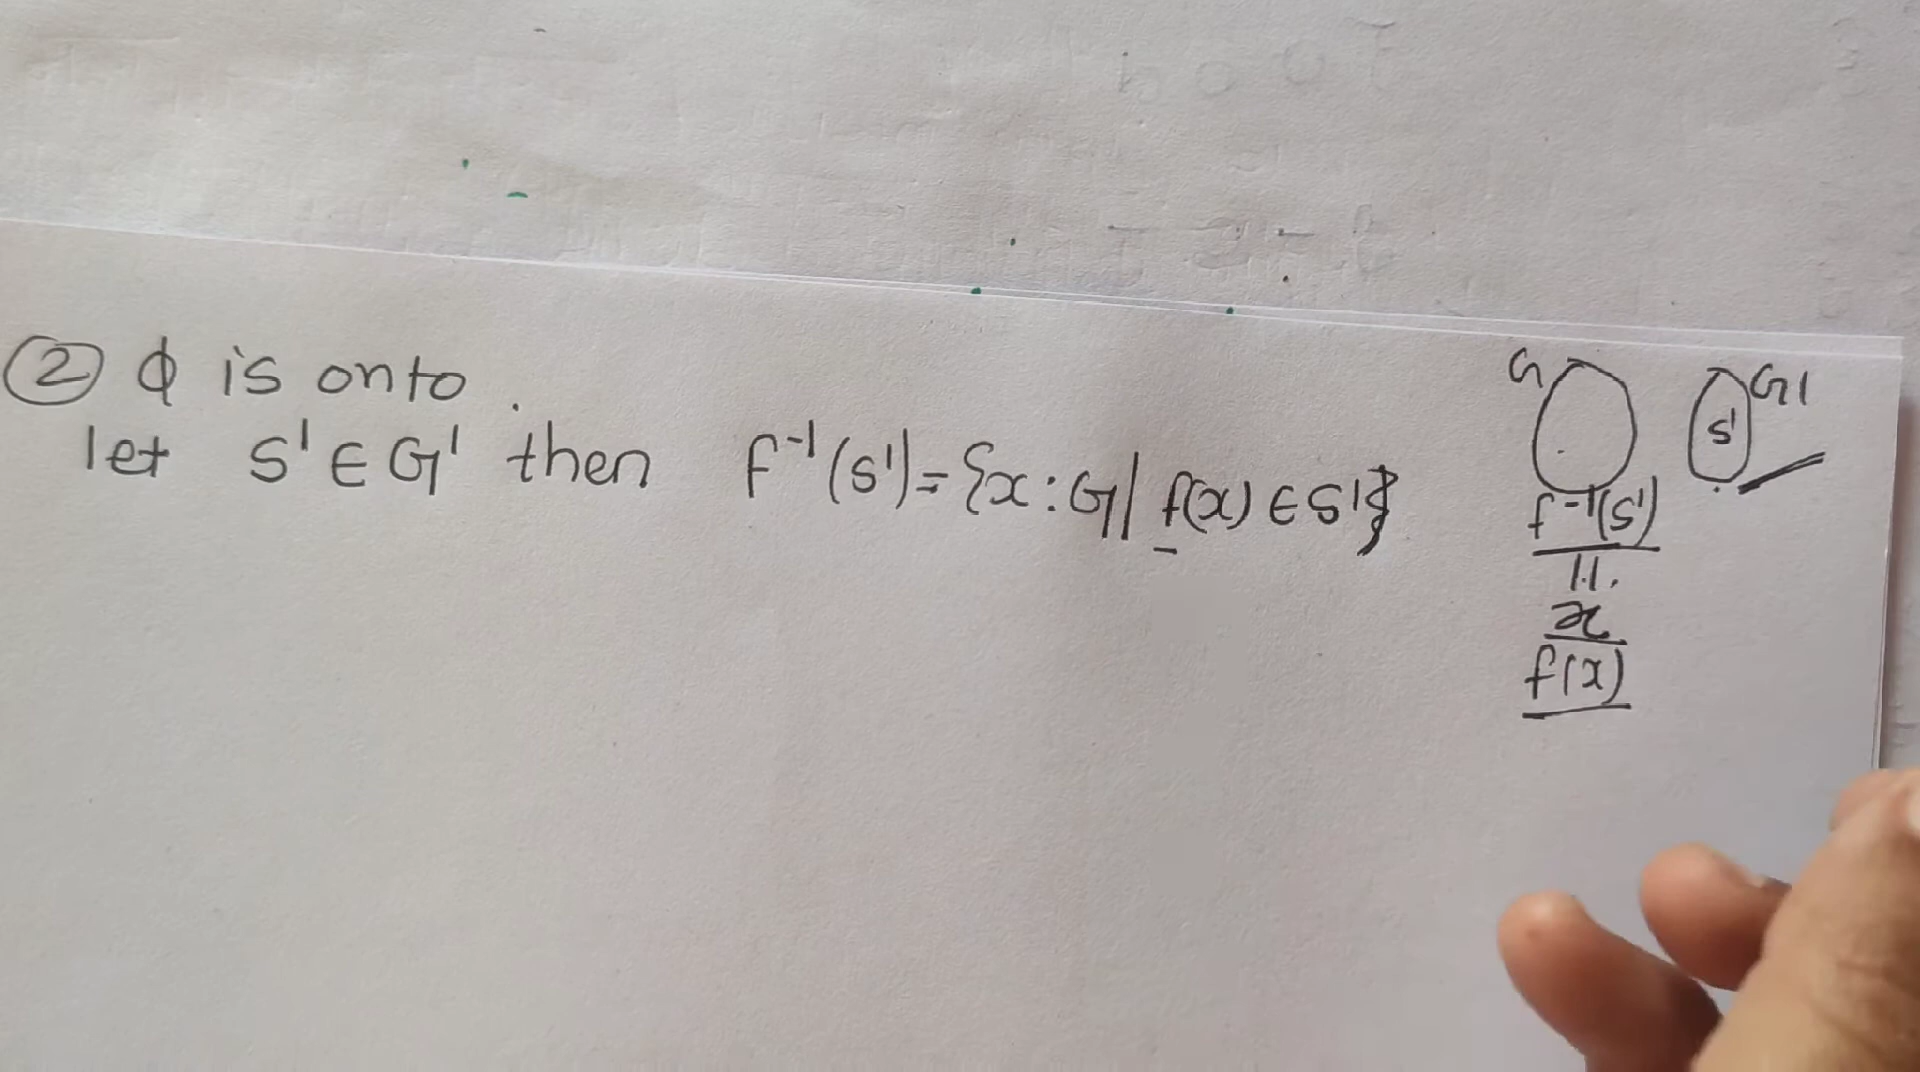 ② ϕ is onto.
let S' ∈ G' then f⁻¹(S') = {x : G | f(x) ∈ S'}
G G'
S'
f⁻¹(S')
x
f(x)